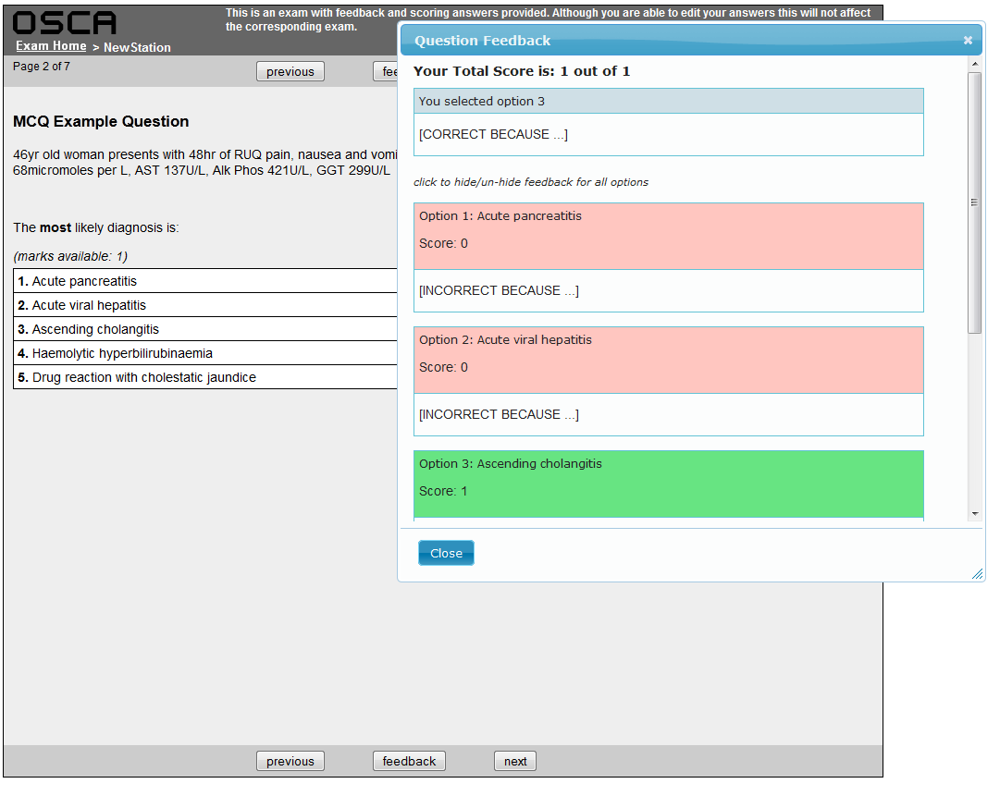 OSCA
This is an exam with feedback and scoring answers provided. Although you are able to edit your answers this will not affect
the corresponding exam.
Exam Home > NewStation
Page 2 of 7
previous
MCQ Example Question
46yr old woman presents with 48hr of RUQ pain, nausea and
68micromoles per L, AST 137U/L, Alk Phos 421U/L, GGT 299U/L
The most likely diagnosis is:
(marks available: 1)
1. Acute pancreatitis
2. Acute viral hepatitis
3. Ascending cholangitis
4. Haemolytic hyperbilirubinaemia
5. Drug reaction with cholestatic jaundice
Question Feedback
Your Total Score is: 1 out of 1
You selected option 3
[CORRECT BECAUSE ...]
click to hide/un-hide feedback for all options
Option 1: Acute pancreatitis
Score: 0
[INCORRECT BECAUSE ...]
Option 2: Acute viral hepatitis
Score: 0
[INCORRECT BECAUSE ...]
Option 3: Ascending cholangitis
Score: 1
Close
previous
feedback
next